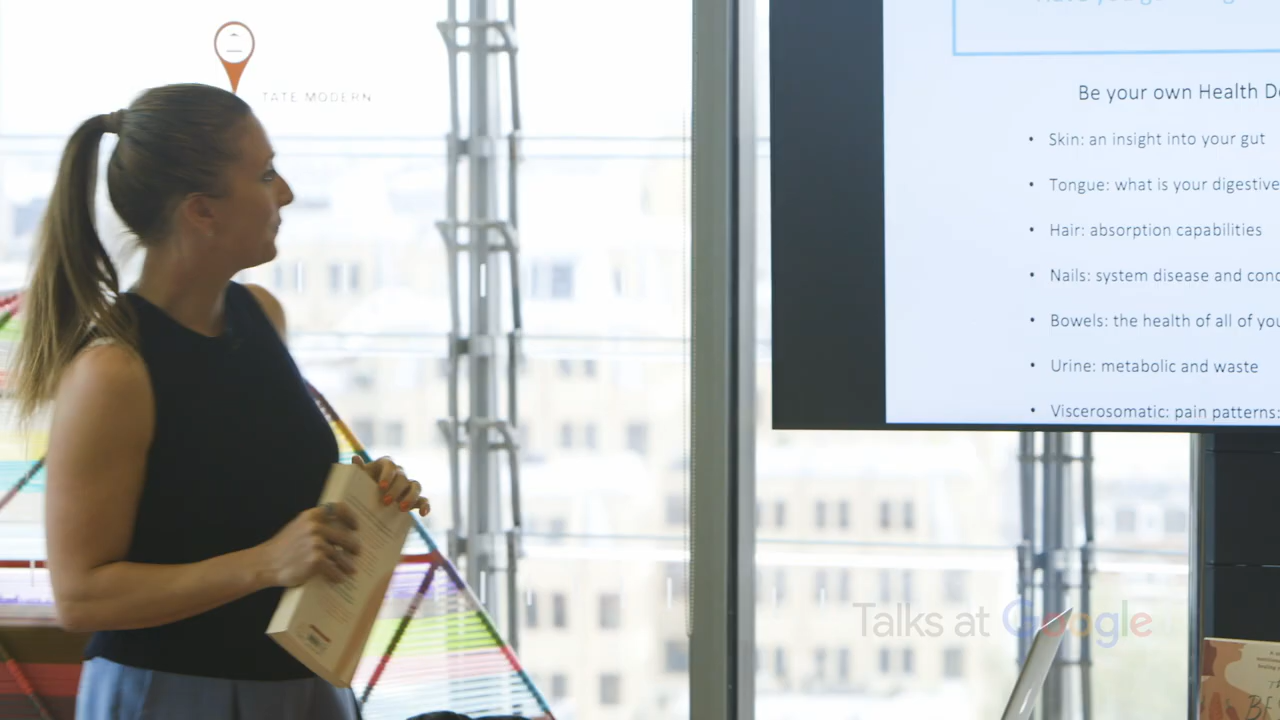 TATE MODERN
Be your own Health
• Skin: an insight into your gut
• Tongue: what is your digestive
• Hair: absorption capabilities
• Nails: system disease and
• Bowels: the health of all of
• Urine: metabolic and waste
• Viscerosomatic: pain patterns:
Talks at Google